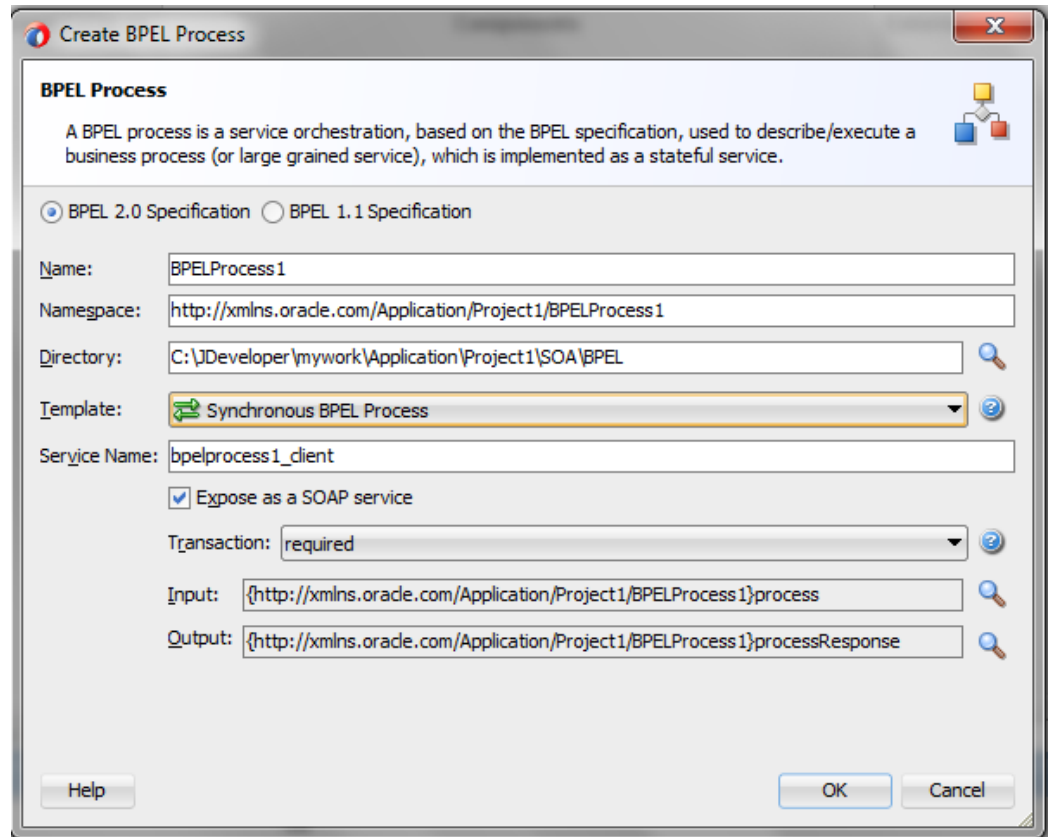 Create BPEL Process
BPEL Process
A BPEL process is a service orchestration, based on the BPEL specification, used to describe/execute a
business process (or large grained service), which is implemented as a stateful service.
BPEL 2.0 Specification BPEL 1.1 Specification
Name: BPELProcess1
Namespace: http://xmlns.oracle.com/Application/Project1/BPELProcess1
Directory: C:\JDeveloper\mywork\Application\Project1\SOA\BPEL
Template: Synchronous BPEL Process
Service Name: bpelprocess1_client
Expose as a SOAP service
Transaction: required
Input: {http://xmlns.oracle.com/Application/Project1/BPELProcess1}process
Output: {http://xmlns.oracle.com/Application/Project1/BPELProcess1}processResponse
Help OK Cancel